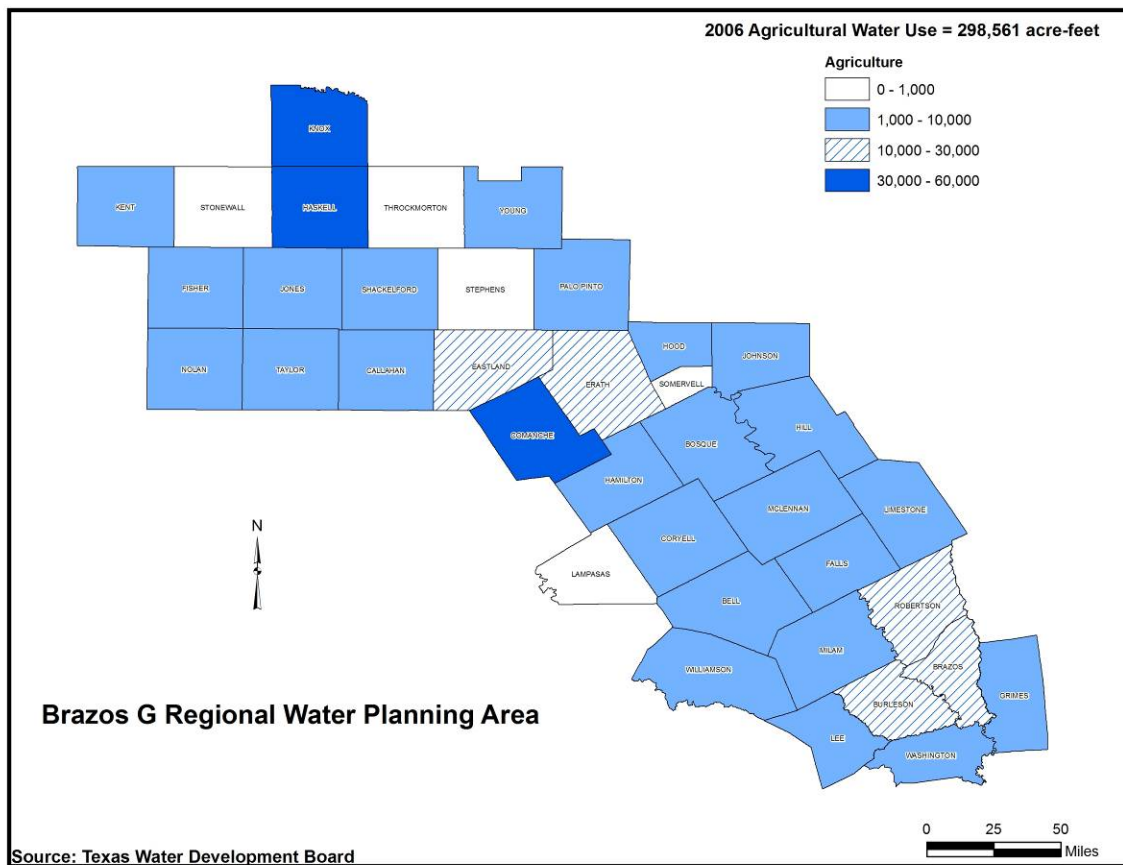 2006 Agricultural Water Use = 298,561 acre-feet
Agriculture
0 - 1,000
1,000 - 10,000
10,000 - 30,000
30,000 - 60,000
KNOX
KENT
STONEWALL
HASKELL
THROCKMORTON
YOUNG
FISHER
JONES
SHACKELFORD
STEPHENS
PALO PINTO
NOLAN
TAYLOR
CALLAHAN
EASTLAND
ERATH
HOOD
JOHNSON
SOMERVELL
COMANCHE
BOSQUE
HILL
HAMILTON
MCLENNAN
LIMESTONE
CORYELL
FALLS
LAMPASAS
BELL
ROBERTSON
MILAM
WILLIAMSON
BRAZOS
GRIMES
BURLESON
LEE
WASHINGTON
N
Brazos G Regional Water Planning Area
0 25 50
Miles
Source: Texas Water Development Board